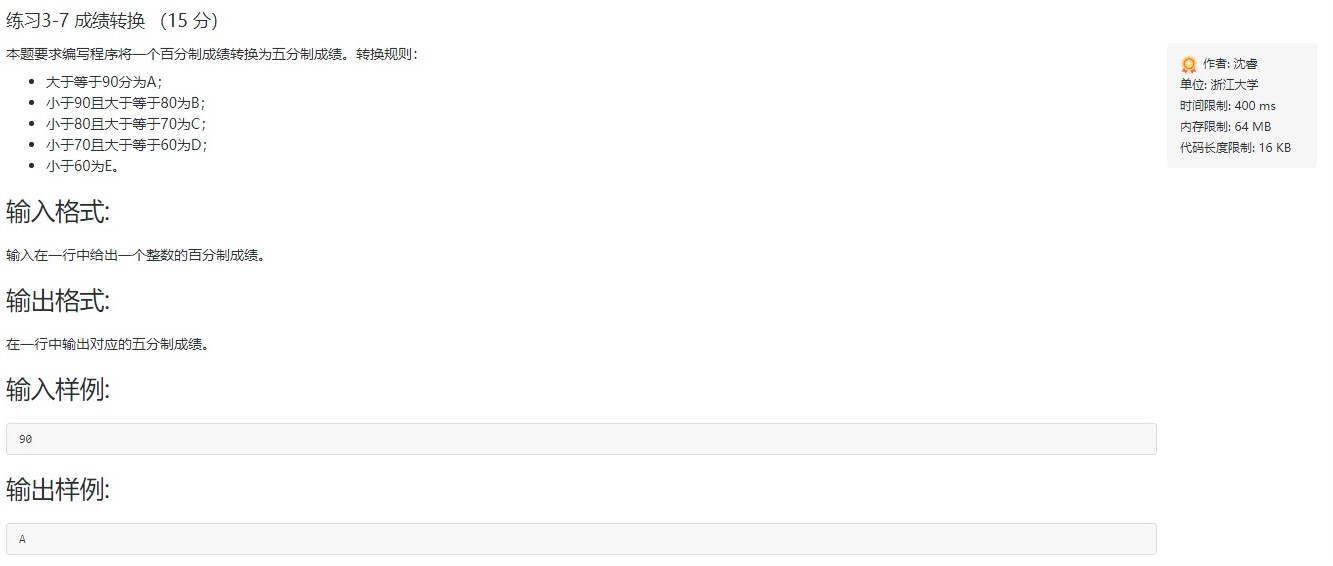 练习3-7 成绩转换 （15 分）
本题要求编写程序将一个百分制成绩转换为五分制成绩。转换规则：
大于等于90分为A；
小于90且大于等于80为B；
小于80且大于等于70为C；
小于70且大于等于60为D；
小于60为E。
作者: 沈睿
单位: 浙江大学
时间限制: 400 ms
内存限制: 64 MB
代码长度限制: 16 KB
输入格式:
输入在一行中给出一个整数的百分制成绩。
输出格式:
在一行中输出对应的五分制成绩。
输入样例:
90
输出样例:
A